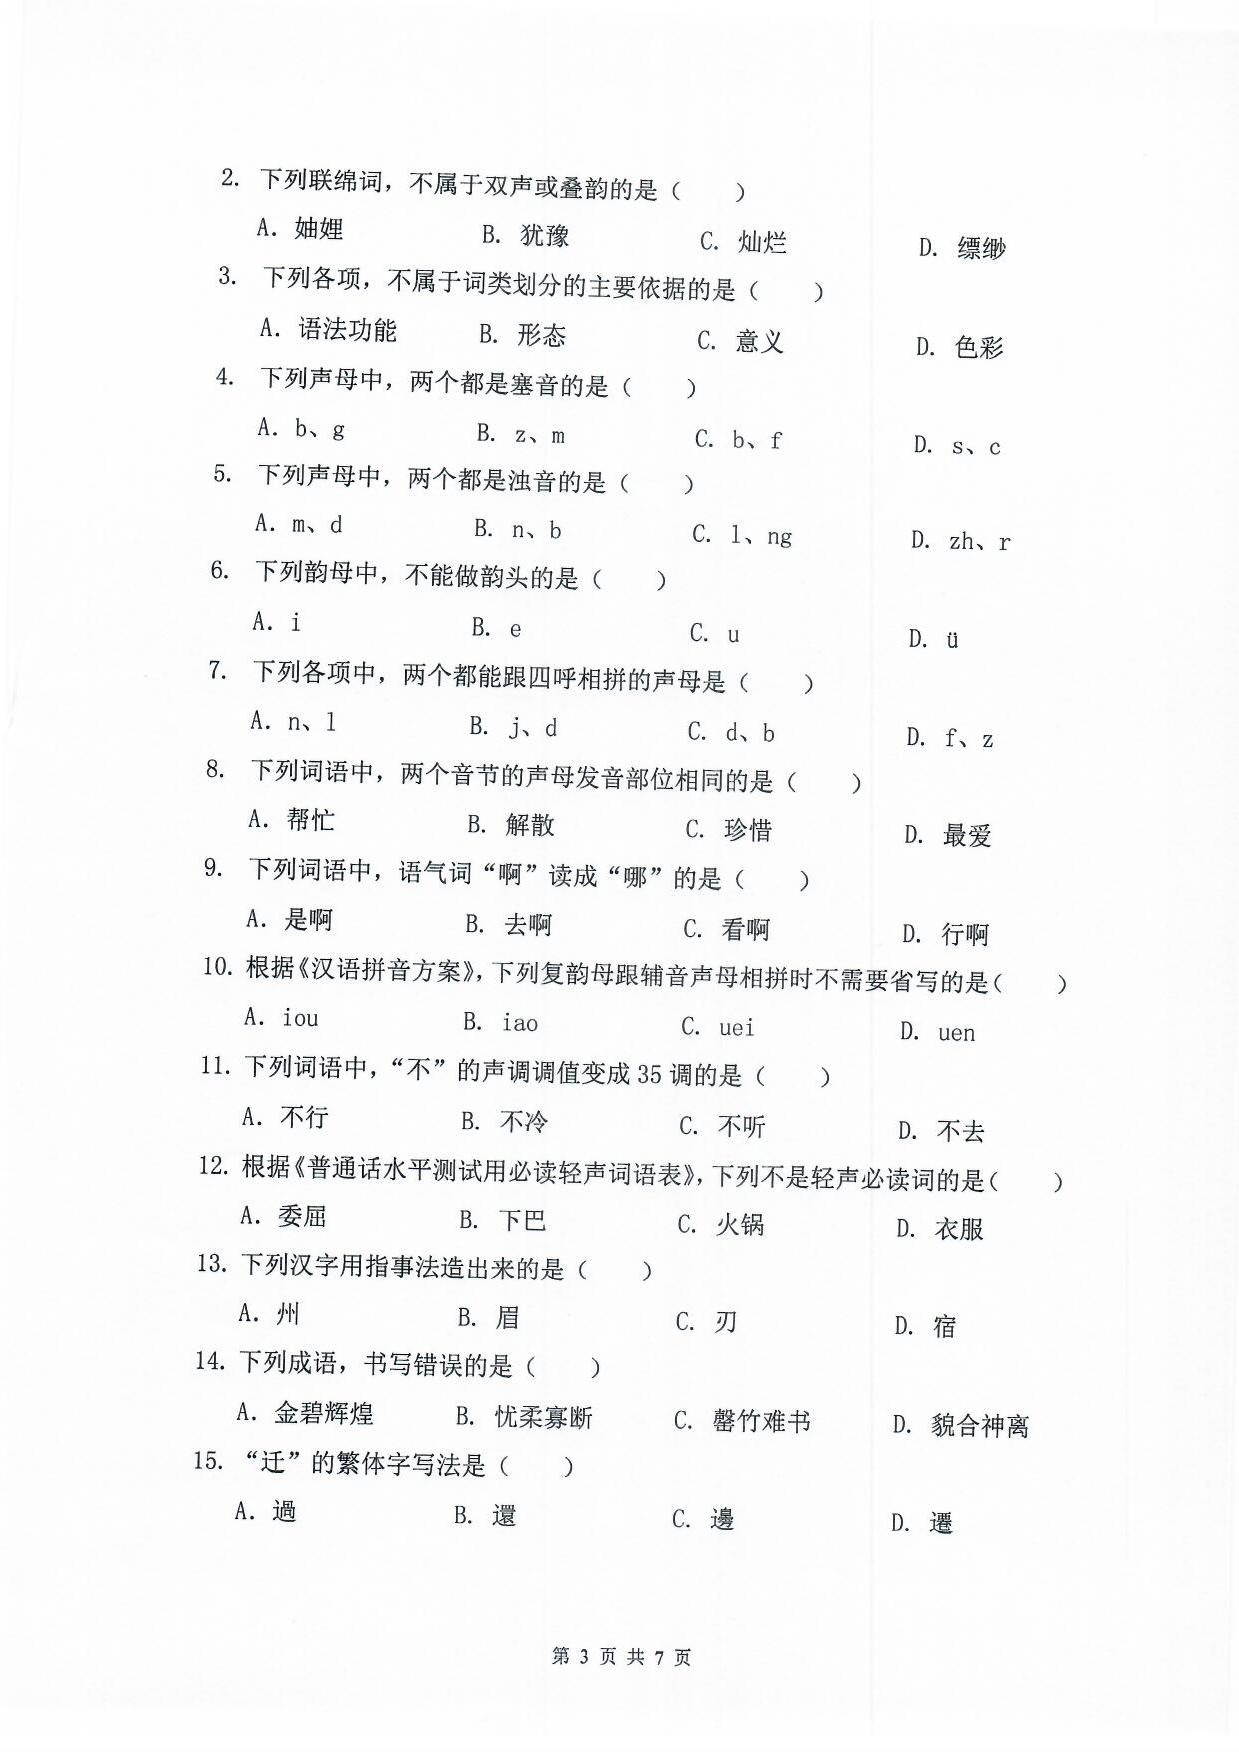 2. 下列联绵词，不属于双声或叠韵的是（　　）
A. 妯娌　B. 犹豫　C. 灿烂　D. 缥缈
3. 下列各项，不属于词类划分的主要依据的是（　　）
A. 语法功能　B. 形态　C. 意义　D. 色彩
4. 下列声母中，两个都是塞音的是（　　）
A. b、g　B. z、m　C. b、f　D. s、c
5. 下列声母中，两个都是浊音的是（　　）
A. m、d　B. n、b　C. l、ng　D. zh、r
6. 下列韵母中，不能做韵头的是（　　）
A. i　B. e　C. u　D. ü
7. 下列各项中，两个都能跟四呼相拼的声母是（　　）
A. n、l　B. j、d　C. d、b　D. f、z
8. 下列词语中，两个音节的声母发音部位相同的是（　　）
A. 帮忙　B. 解散　C. 珍惜　D. 最爱
9. 下列词语中，语气词“啊”读成“哪”的是（　　）
A. 是啊　B. 去啊　C. 看啊　D. 行啊
10. 根据《汉语拼音方案》，下列复韵母跟辅音声母相拼时不需要省写的是（　　）
A. iou　B. iao　C. uei　D. uen
11. 下列词语中，“不”的声调调值变成 35 调的是（　　）
A. 不行　B. 不冷　C. 不听　D. 不去
12. 根据《普通话水平测试用必读轻声词语表》，下列不是轻声必读词的是（　　）
A. 委屈　B. 下巴　C. 火锅　D. 衣服
13. 下列汉字用指事法造出来的是（　　）
A. 州　B. 眉　C. 刃　D. 宿
14. 下列成语，书写错误的是（　　）
A. 金碧辉煌　B. 忧柔寡断　C. 罄竹难书　D. 貌合神离
15. “迁”的繁体字写法是（　　）
A. 過　B. 還　C. 邊　D. 遷
第 3 页 共 7 页